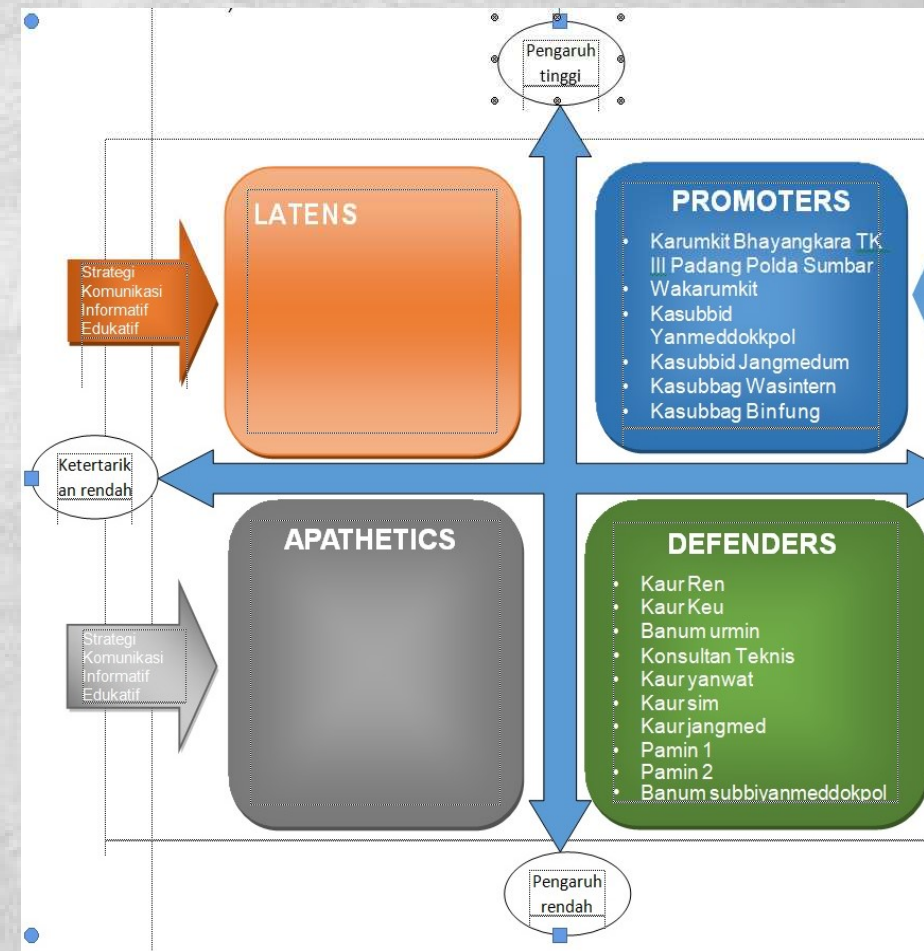 Pengaruh
tinggi
LATENS
Strategi
Komunikasi
Informatif
Edukatif
PROMOTERS
• Karumkit Bhayangkara TK
III Padang Polda Sumbar
• Wakarumkit
• Kasubbid
Yanmeddokkpol
• Kasubbid Jangmedum
• Kasubbag Wasintern
• Kasubbag Binfung
Ketertarik
an rendah
APATHETICS
Strategi
Komunikasi
Informatif
Edukatif
DEFENDERS
• Kaur Ren
• Kaur Keu
• Banum urmin
• Konsultan Teknis
• Kaur yanwat
• Kaur sim
• Kaur jangmed
• Pamin 1
• Pamin 2
• Banum subbiyanmeddokpol
Pengaruh
rendah